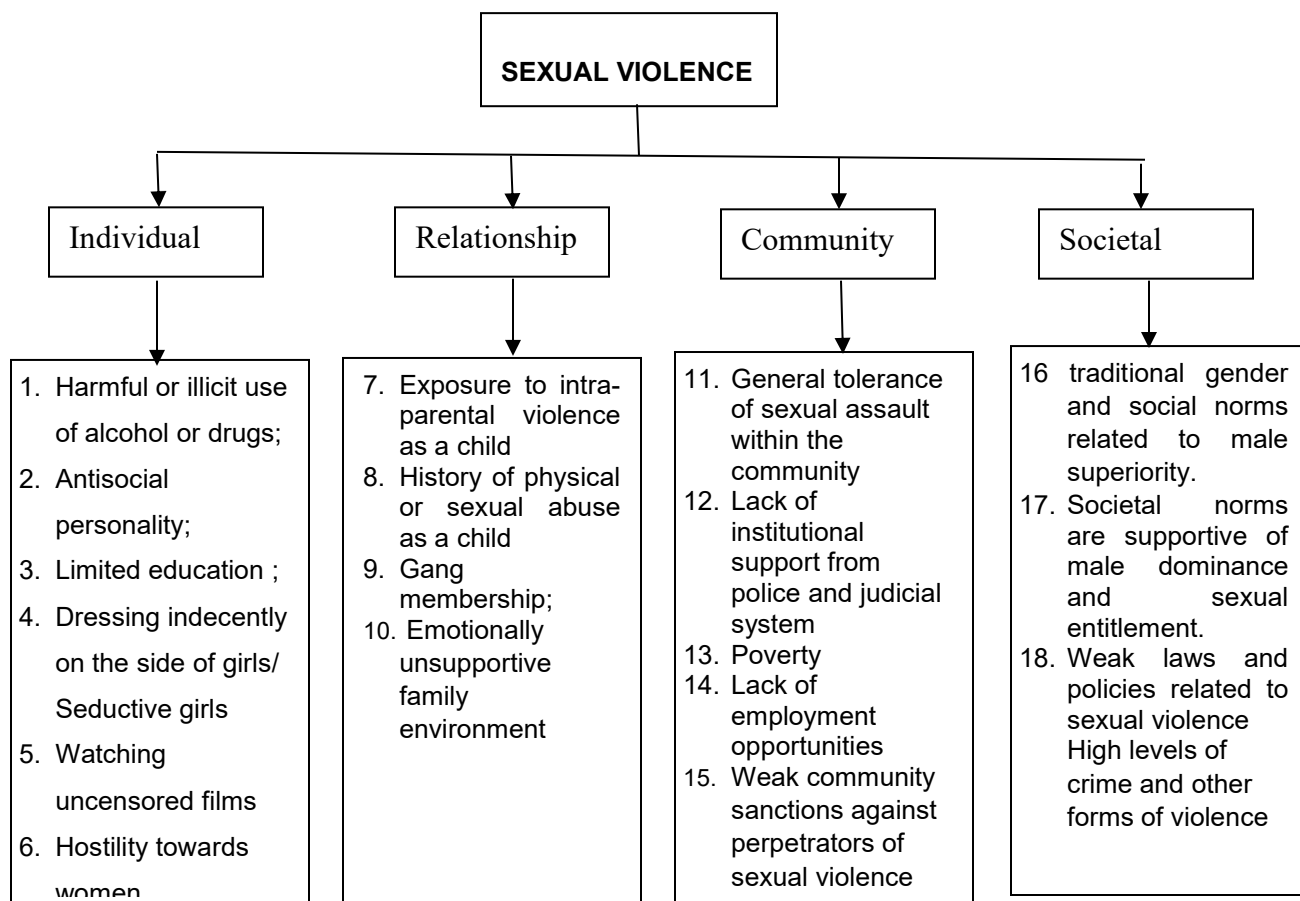 SEXUAL VIOLENCE
Individual
Relationship
Community
Societal
1. Harmful or illicit use
of alcohol or drugs;
2. Antisocial
personality;
3. Limited education ;
4. Dressing indecently
on the side of girls/
Seductive girls
5. Watching
uncensored films
6. Hostility towards
women
7. Exposure to intra-
parental violence
as a child
8. History of physical
or sexual abuse
as a child
9. Gang
membership;
10. Emotionally
unsupportive
family
environment
11. General tolerance
of sexual assault
within the
community
12. Lack of
institutional
support from
police and judicial
system
13. Poverty
14. Lack of
employment
opportunities
15. Weak community
sanctions against
perpetrators of
sexual violence
16 traditional gender
and social norms
related to male
superiority.
17. Societal norms
are supportive of
male dominance
and sexual
entitlement.
18. Weak laws and
policies related to
sexual violence
High levels of
crime and other
forms of violence